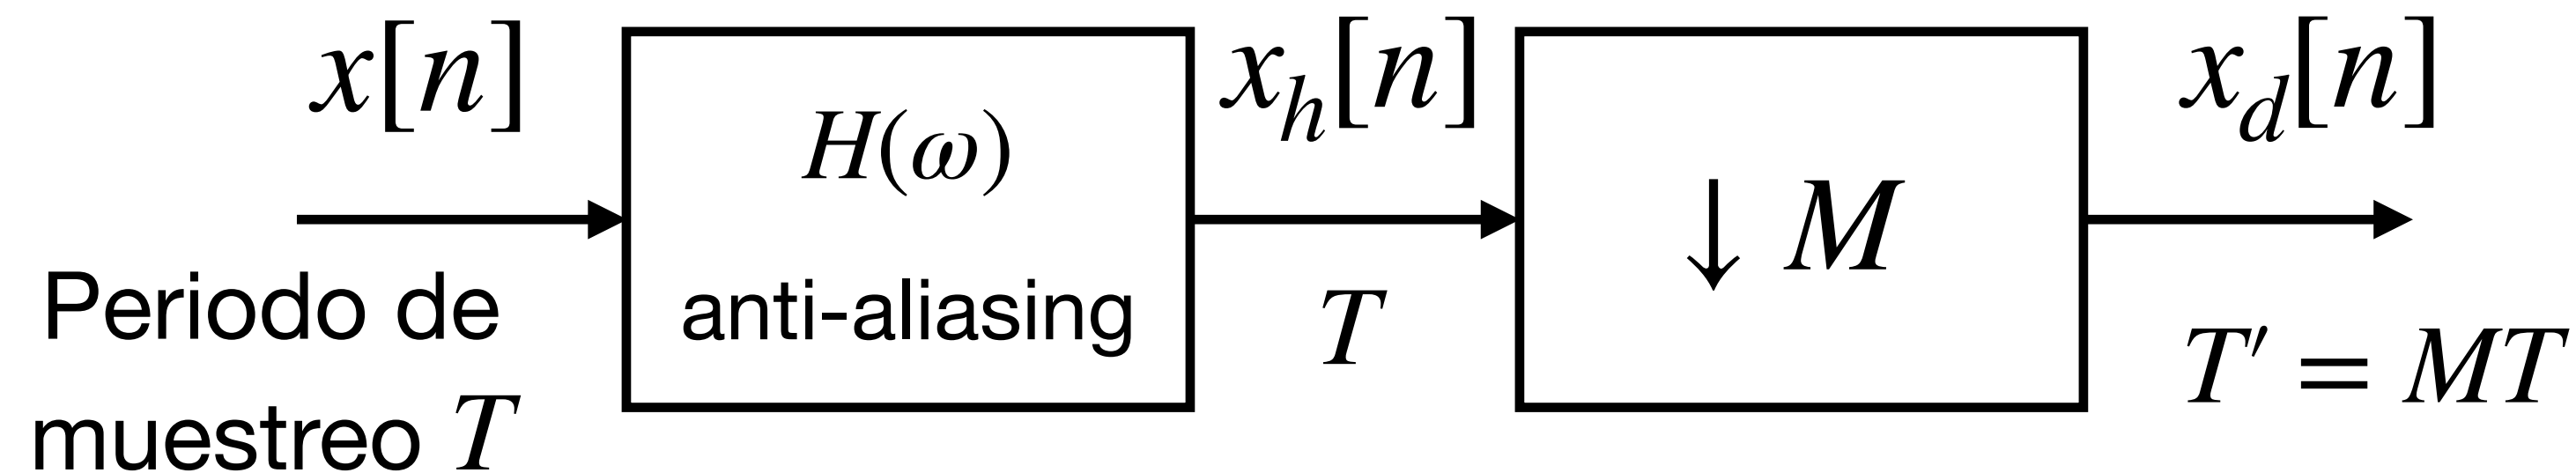 x[n]
Periodo de
muestreo T
H(ω)
anti-aliasing
x_h[n]
T
↓ M
x_d[n]
T′ = MT